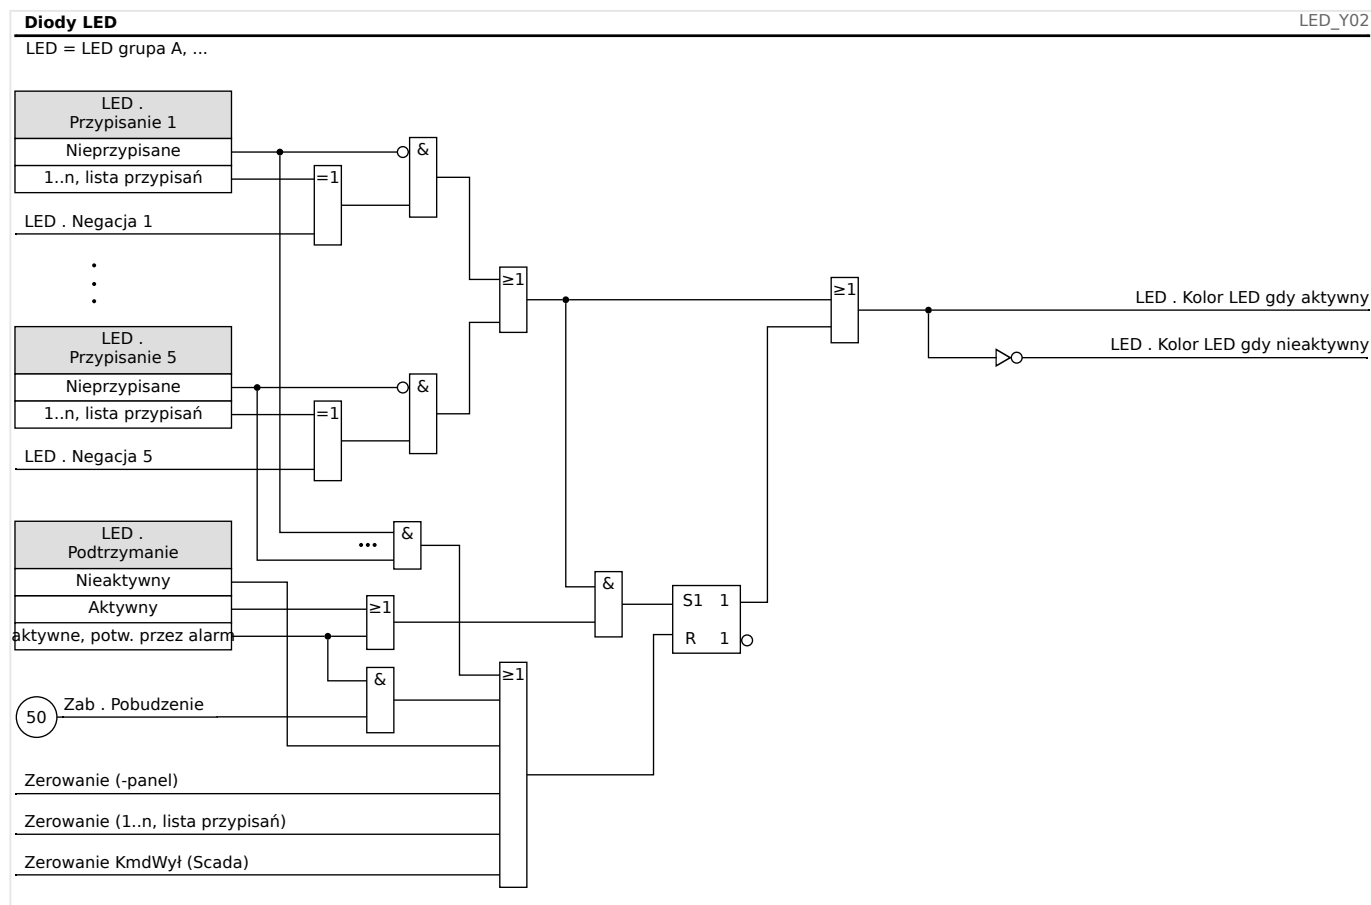 Diody LED
LED_Y02
LED = LED grupa A, ...
LED .
Przypisanie 1
Nieprzypisane
1..n, lista przypisań
LED . Negacja 1
=1
&
≥1
≥1
LED . Kolor LED gdy aktywny
LED . Kolor LED gdy nieaktywny
LED .
Przypisanie 5
Nieprzypisane
1..n, lista przypisań
LED . Negacja 5
=1
&
LED .
Podtrzymanie
Nieaktywny
Aktywny
aktywne, potw. przez alarm
...
&
≥1
&
&
S1 1
R 1
≥1
50
Zab . Pobudzenie
Zerowanie (-panel)
Zerowanie (1..n, lista przypisań)
Zerowanie KmdWył (Scada)